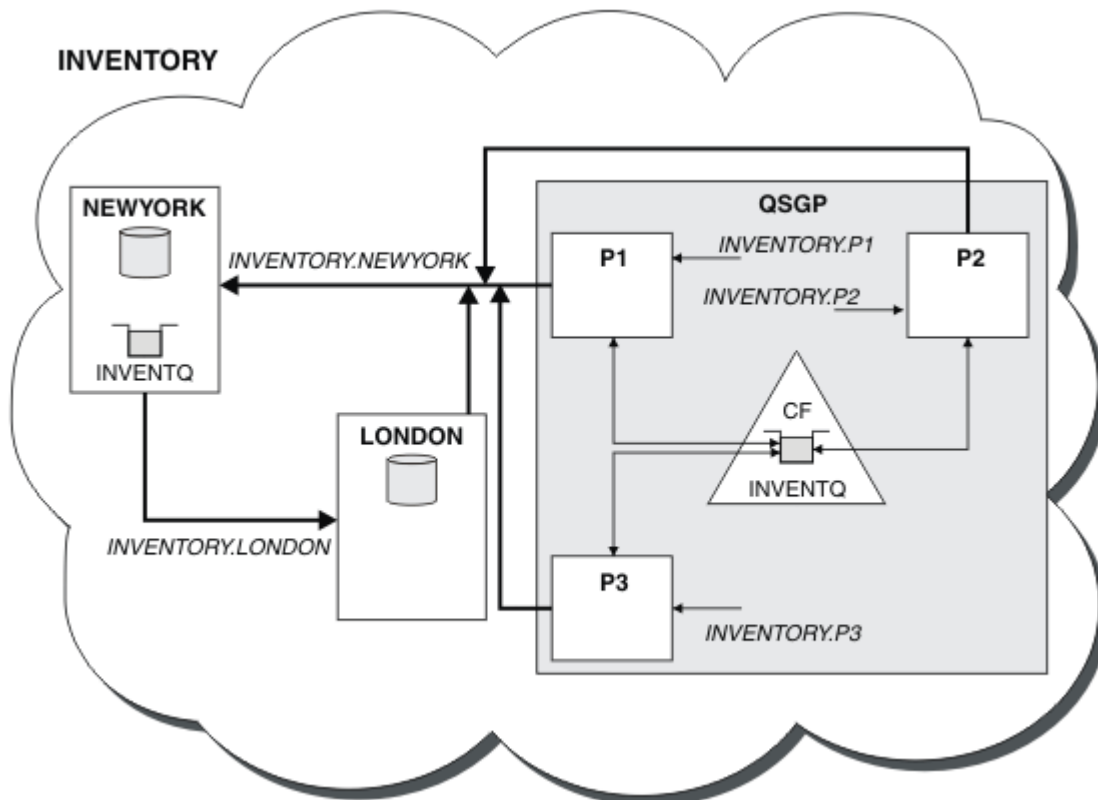 INVENTORY
NEWYORK
INVENTQ
INVENTORY.NEWYORK
LONDON
INVENTORY.LONDON
QSGP
P1
INVENTORY.P1
P2
INVENTORY.P2
CF
INVENTQ
P3
INVENTORY.P3